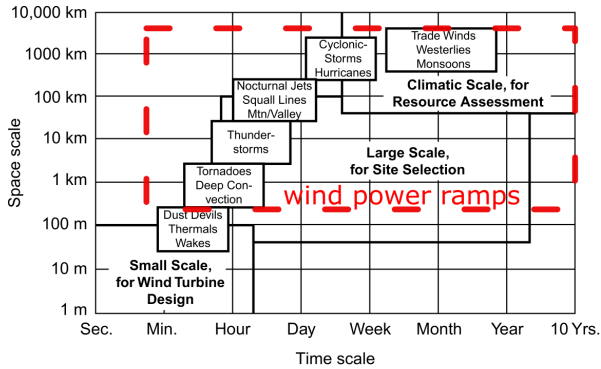 10,000 km
1000 km
100 km
10 km
1 km
100 m
10 m
1 m
Space scale
Cyclonic-
Storms
Hurricanes
Trade Winds
Westerlies
Monsoons
Climatic Scale, for
Resource Assessment
Nocturnal Jets
Squall Lines
Mtn/Valley
Thunder-
storms
Large Scale,
for Site Selection
Tornadoes
Deep Con-
vection
wind power ramps
Dust Devils
Thermals
Wakes
Small Scale,
for Wind Turbine
Design
Sec.
Min.
Hour
Day
Week
Month
Year
10 Yrs.
Time scale